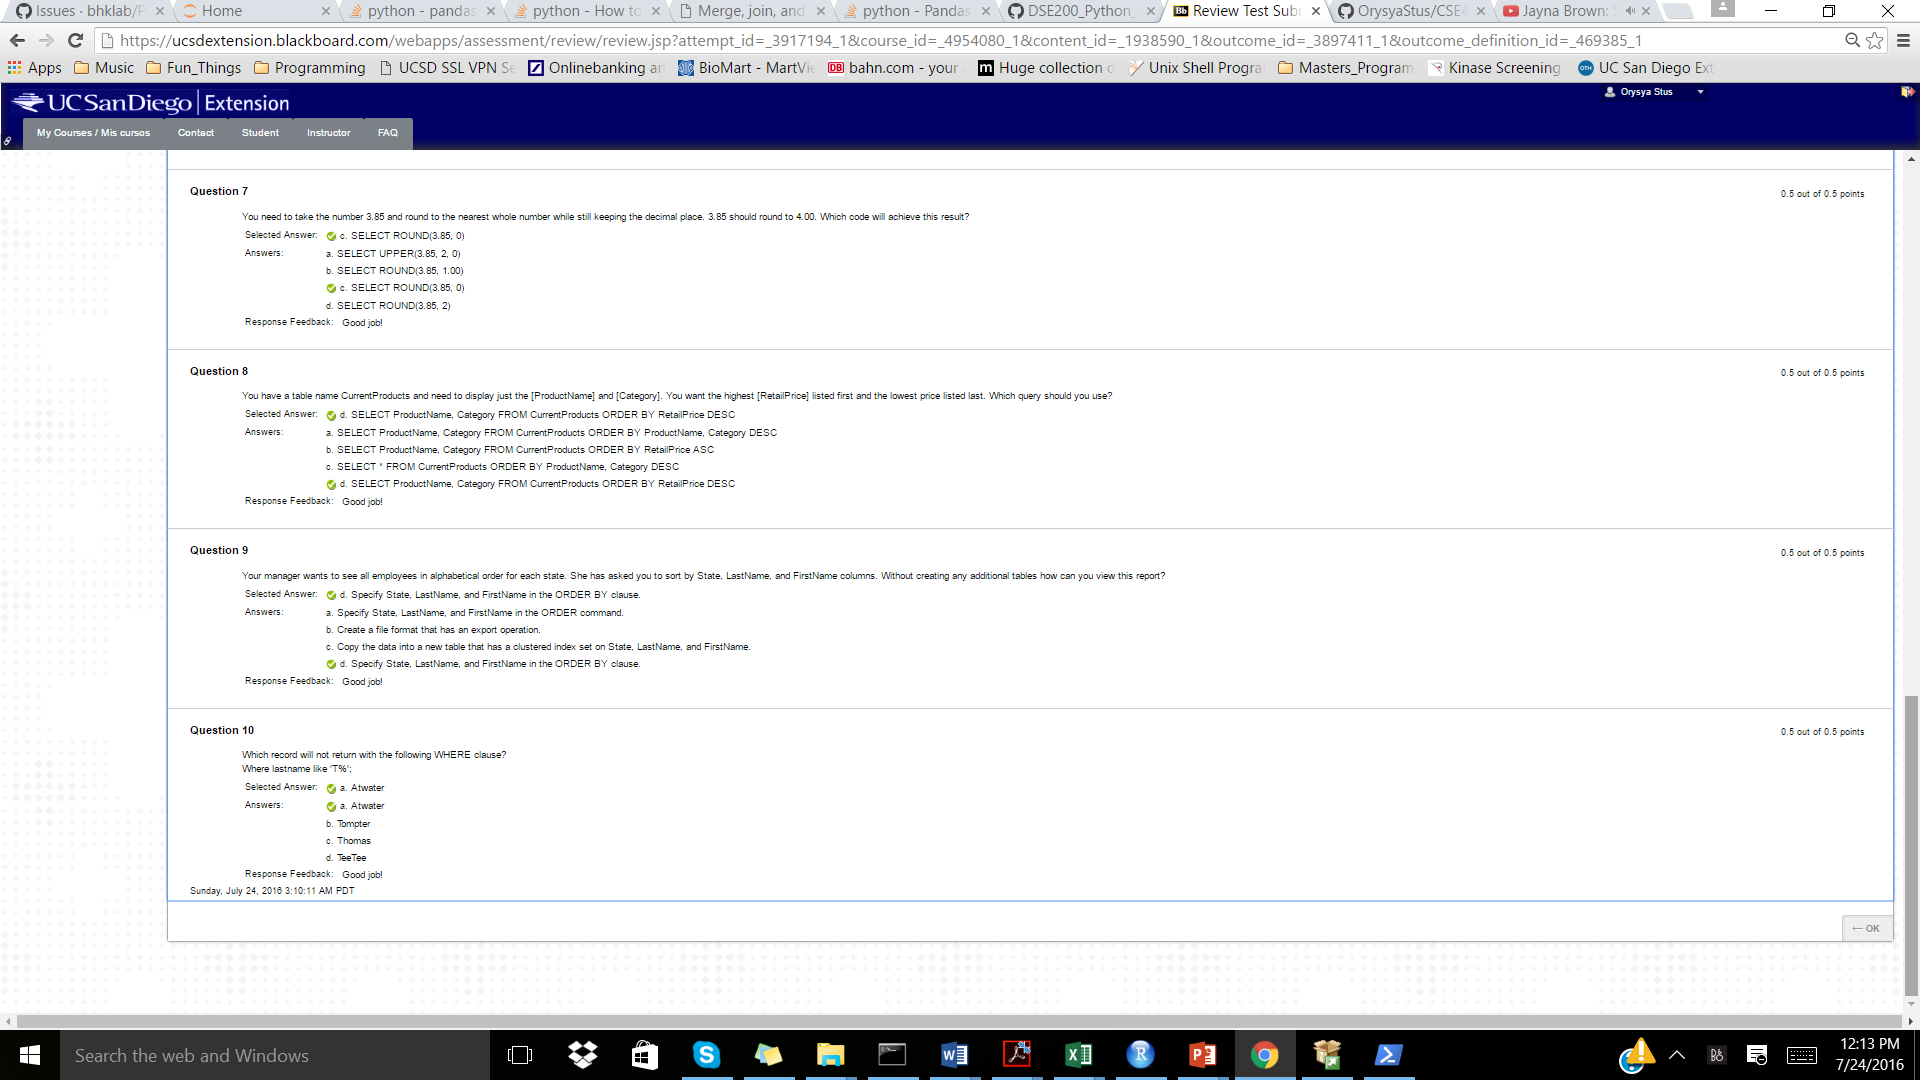 Issues · bhklab/P
Home
python - pandas
python - How to
Merge, join, and
python - Pandas
DSE200_Python_
Bb Review Test Subm
OrysyaStus/CSE
Jayna Brown:
https://ucsdextension.blackboard.com/webapps/assessment/review/review.jsp?attempt_id=_3917194_1&course_id=_4954080_1&content_id=_1938590_1&outcome_id=_3897411_1&outcome_definition_id=_469385_1
Apps Music Fun_Things Programming UCSD SSL VPN Se Onlinebanking an BioMart - MartVie DB bahn.com - your m Huge collection o Unix Shell Progra Masters_Program Kinase Screening UC San Diego Ext
UC San Diego | Extension
Orysya Stus
My Courses / Mis cursos Contact Student Instructor FAQ
Question 7
0.5 out of 0.5 points
You need to take the number 3.85 and round to the nearest whole number while still keeping the decimal place. 3.85 should round to 4.00. Which code will achieve this result?
Selected Answer: c. SELECT ROUND(3.85, 0)
Answers: a. SELECT UPPER(3.85, 2, 0)
b. SELECT ROUND(3.85, 1.00)
c. SELECT ROUND(3.85, 0)
d. SELECT ROUND(3.85, 2)
Response Feedback: Good job!
Question 8
0.5 out of 0.5 points
You have a table name CurrentProducts and need to display just the [ProductName] and [Category]. You want the highest [RetailPrice] listed first and the lowest price listed last. Which query should you use?
Selected Answer: d. SELECT ProductName, Category FROM CurrentProducts ORDER BY RetailPrice DESC
Answers: a. SELECT ProductName, Category FROM CurrentProducts ORDER BY ProductName, Category DESC
b. SELECT ProductName, Category FROM CurrentProducts ORDER BY RetailPrice ASC
c. SELECT * FROM CurrentProducts ORDER BY ProductName, Category DESC
d. SELECT ProductName, Category FROM CurrentProducts ORDER BY RetailPrice DESC
Response Feedback: Good job!
Question 9
0.5 out of 0.5 points
Your manager wants to see all employees in alphabetical order for each state. She has asked you to sort by State, LastName, and FirstName columns. Without creating any additional tables how can you view this report?
Selected Answer: d. Specify State, LastName, and FirstName in the ORDER BY clause.
Answers: a. Specify State, LastName, and FirstName in the ORDER command.
b. Create a file format that has an export operation.
c. Copy the data into a new table that has a clustered index set on State, LastName, and FirstName.
d. Specify State, LastName, and FirstName in the ORDER BY clause.
Response Feedback: Good job!
Question 10
0.5 out of 0.5 points
Which record will not return with the following WHERE clause?
Where lastname like 'T%';
Selected Answer: a. Atwater
Answers: a. Atwater
b. Tompter
c. Thomas
d. TeeTee
Response Feedback: Good job!
Sunday, July 24, 2016 3:10:11 AM PDT
← OK
Search the web and Windows
12:13 PM
7/24/2016